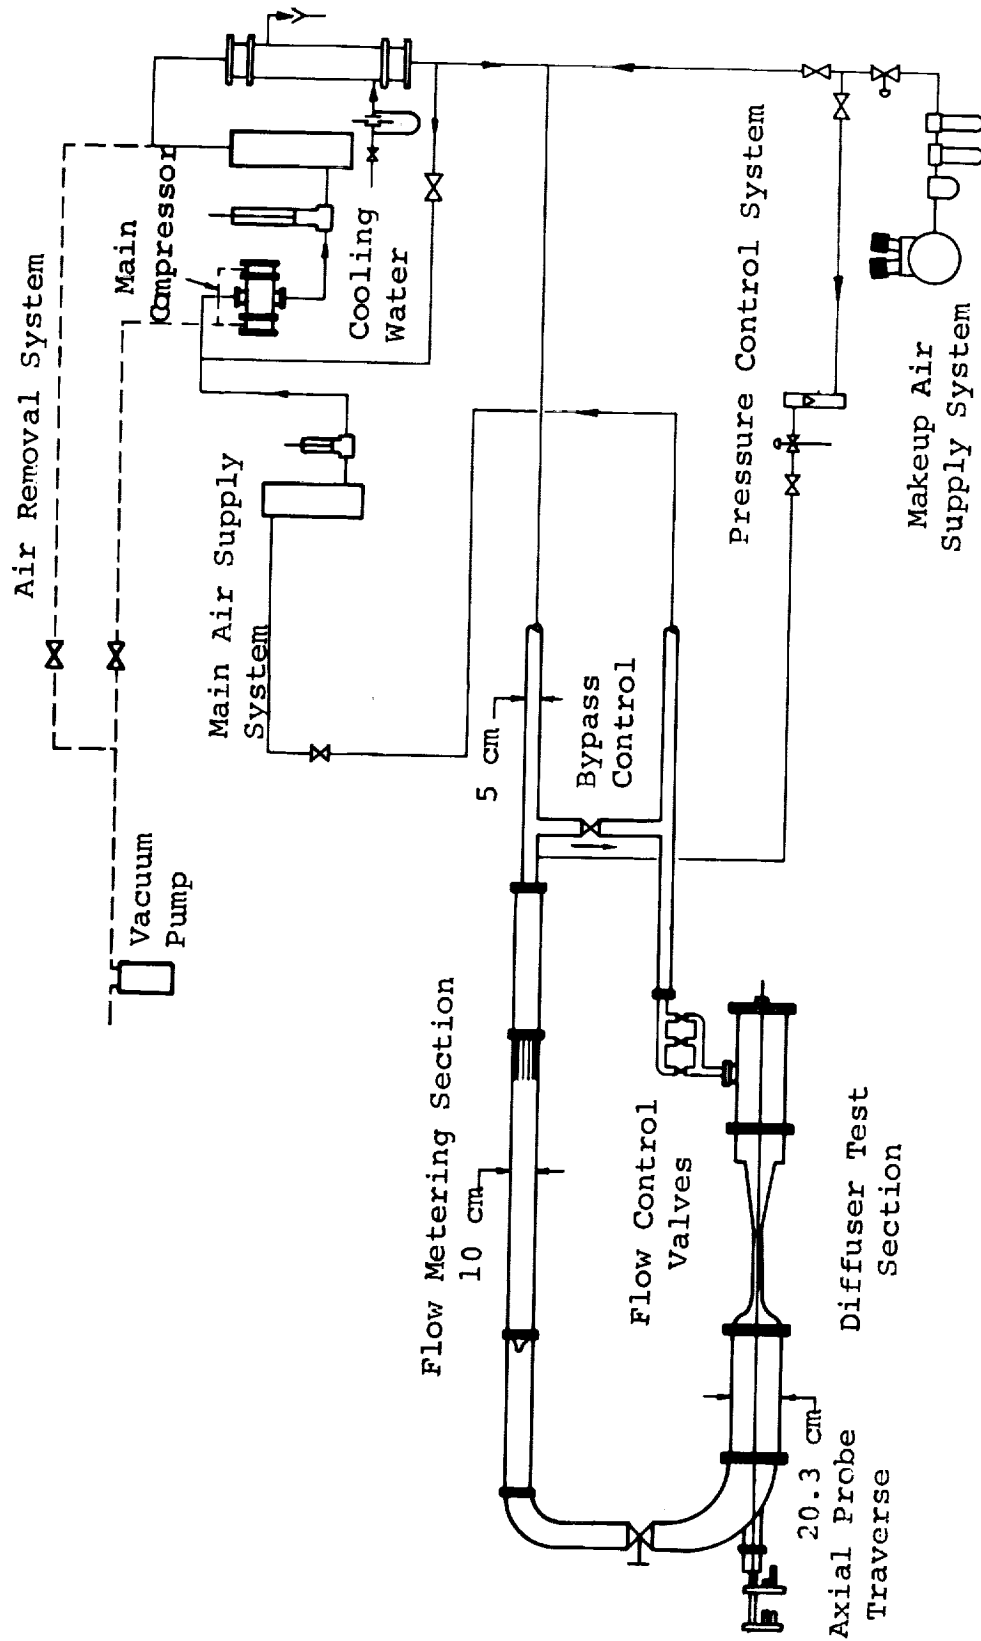 Air Removal System
Main
Compressor
Cooling
Water
Vacuum
Pump
Main Air Supply
System
Pressure Control System
Makeup Air
Supply System
5 cm
Bypass
Control
Flow Metering Section
10 cm
Flow Control
Valves
Diffuser Test
Section
20.3 cm
Axial Probe
Traverse